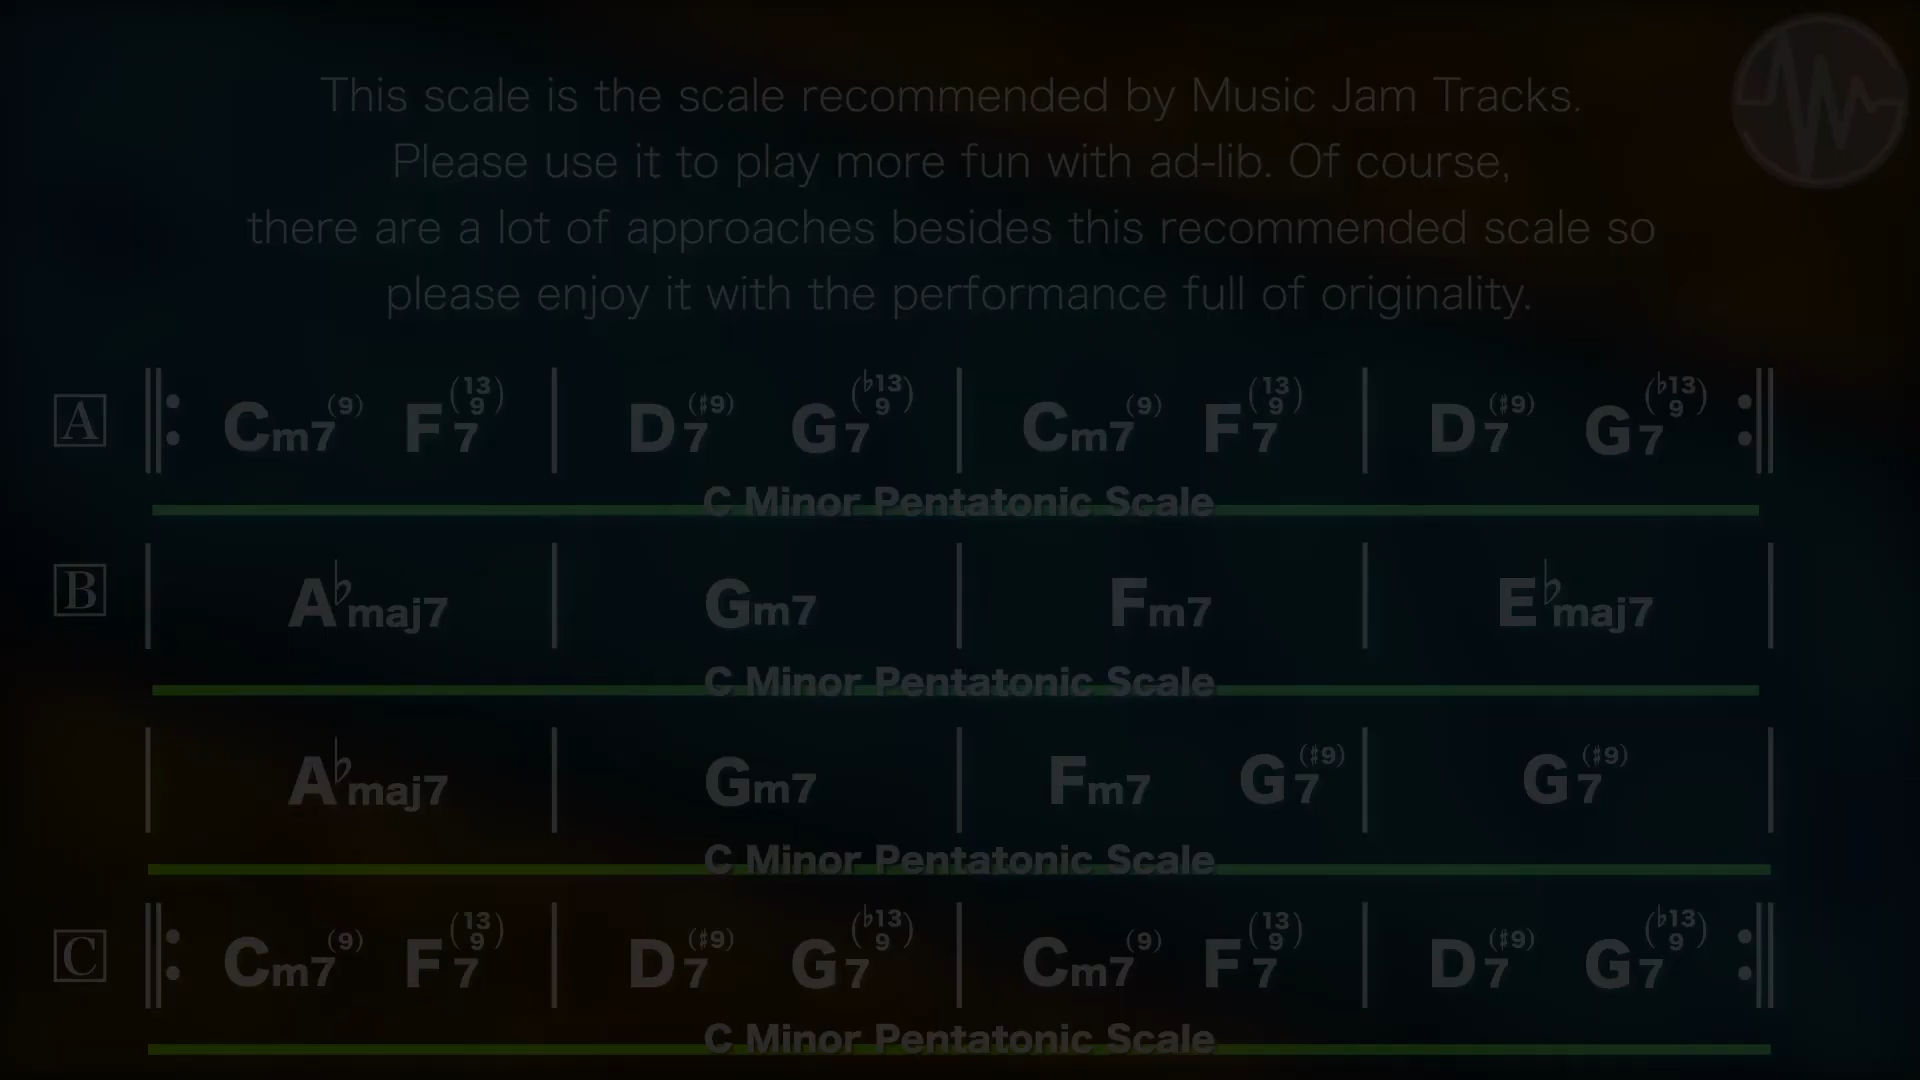 This scale is the scale recommended by Music Jam Tracks.
Please use it to play more fun with ad-lib. Of course,
there are a lot of approaches besides this recommended scale so
please enjoy it with the performance full of originality.
A Cm7(9) F7(13 9) D7(♯9) G7(♭13 9) Cm7(9) F7(13 9) D7(♯9) G7(♭13 9)
C Minor Pentatonic Scale
B A♭maj7 Gm7 Fm7 E♭maj7
C Minor Pentatonic Scale
A♭maj7 Gm7 Fm7 G7(♯9) G7(♯9)
C Minor Pentatonic Scale
C Cm7(9) F7(13 9) D7(♯9) G7(♭13 9) Cm7(9) F7(13 9) D7(♯9) G7(♭13 9)
C Minor Pentatonic Scale